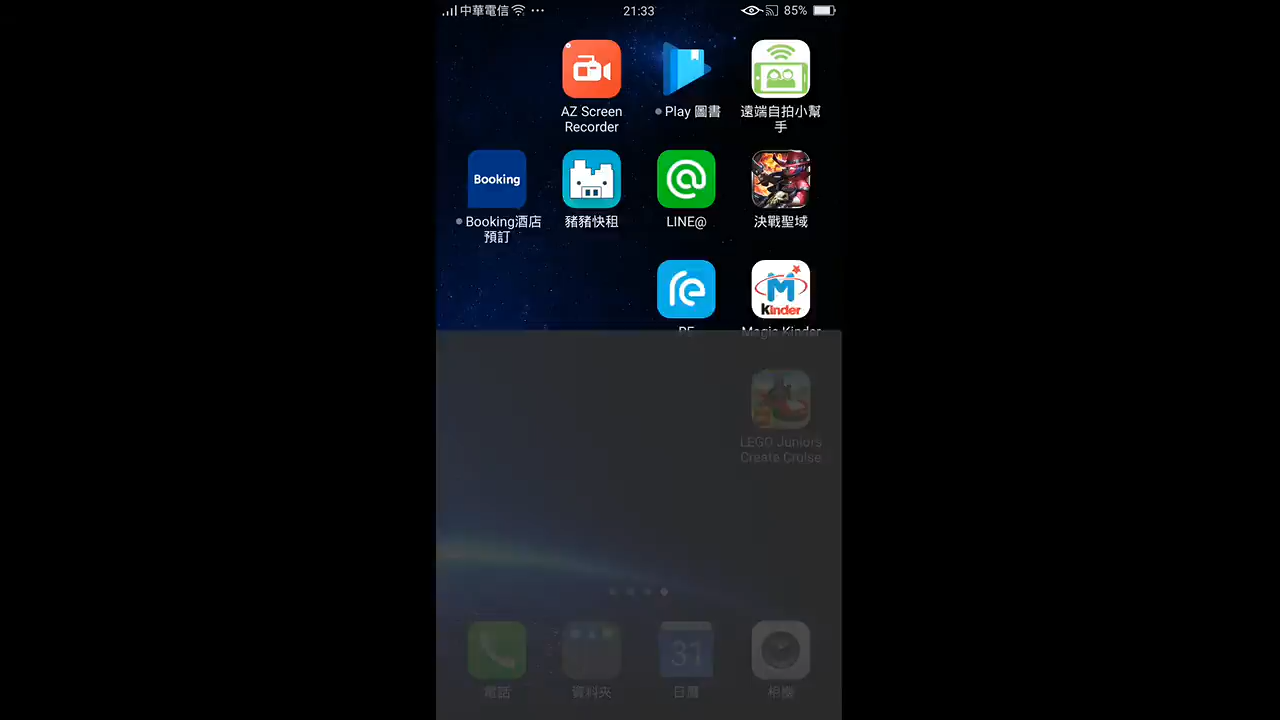 中華電信
21:33
85%
AZ Screen
Recorder
Play 圖書
遠端自拍小幫
手
Booking
Booking酒店
預訂
豬豬快租
LINE@
決戰聖域
Kinder
RE
Magic Kinder
LEGO Juniors
Create Cruise
31
電話
資料夾
日曆
相機